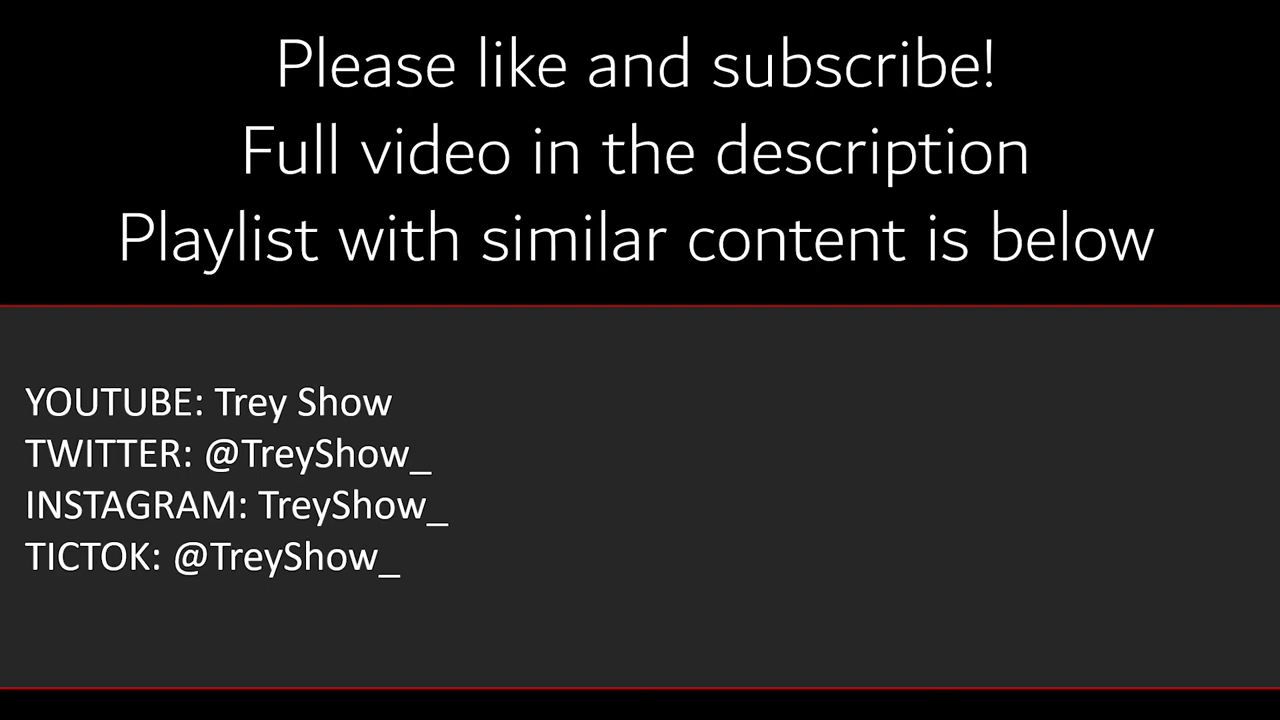 Please like and subscribe!
Full video in the description
Playlist with similar content is below
YOUTUBE: Trey Show
TWITTER: @TreyShow_
INSTAGRAM: TreyShow_
TICTOK: @TreyShow_